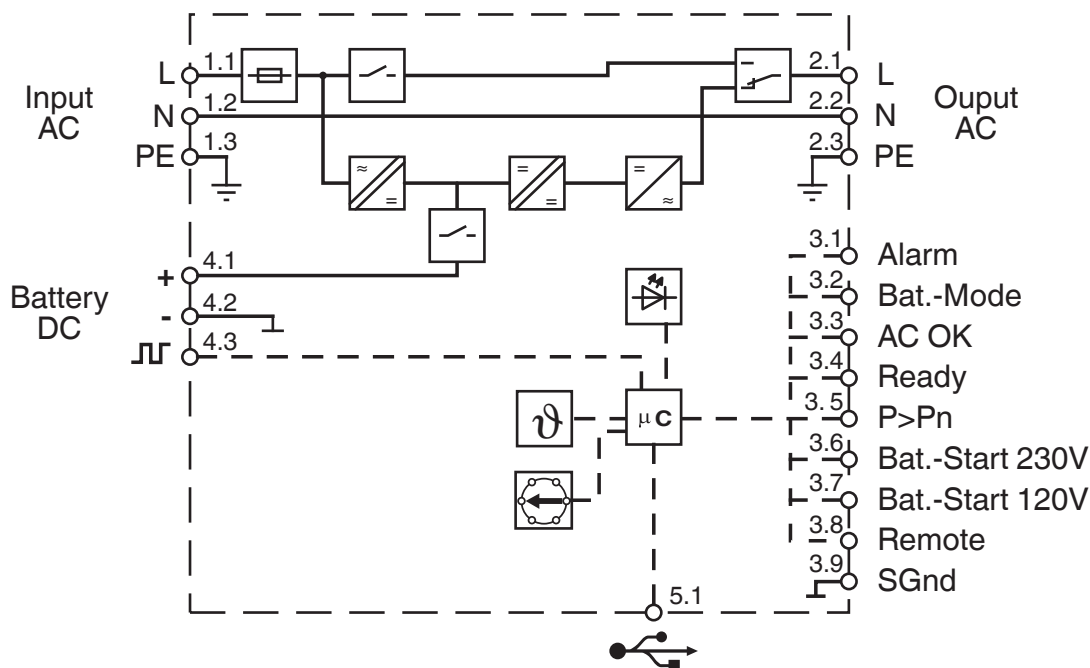 Input
AC
L
1.1
N
1.2
PE
1.3
2.1
L
2.2
N
2.3
PE
Ouput
AC
≈
=
=
=
=
≈
Battery
DC
+
4.1
-
4.2
4.3
ϑ
µC
3.1
Alarm
3.2
Bat.-Mode
3.3
AC OK
3.4
Ready
3.5
P>Pn
3.6
Bat.-Start 230V
3.7
Bat.-Start 120V
3.8
Remote
3.9
SGnd
5.1